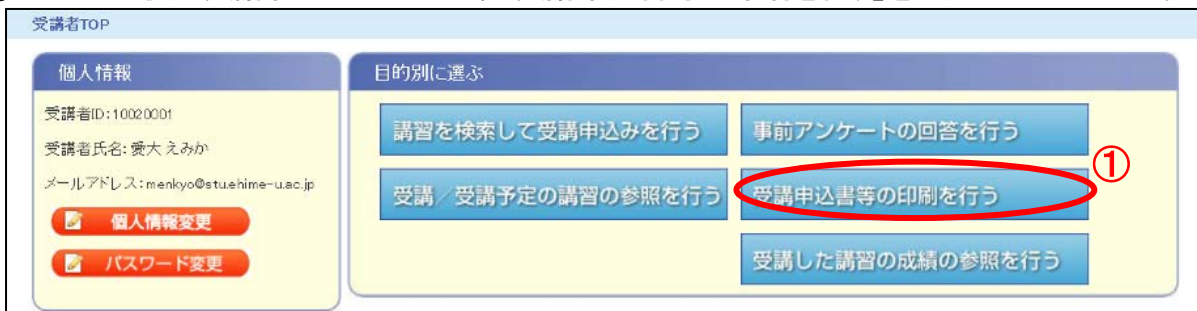 受講者TOP
個人情報
受講者ID:10020001
受講者氏名:愛大 えみか
メールアドレス:menkyo@stu.ehime-u.ac.jp
個人情報変更
パスワード変更
目的別に選ぶ
講習を検索して受講申込みを行う
事前アンケートの回答を行う
①
受講/受講予定の講習の参照を行う
受講申込書等の印刷を行う
受講した講習の成績の参照を行う